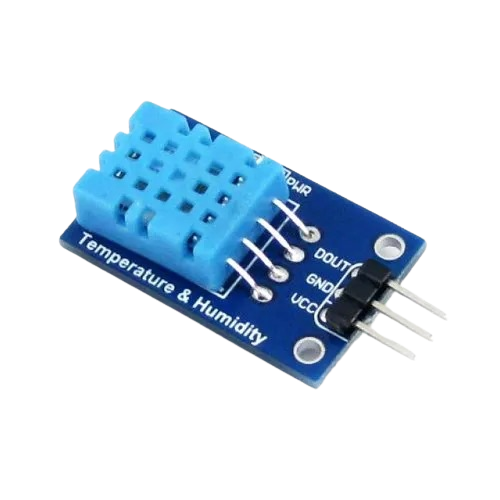 PWR
DOUT
GND
VCC
Temperature & Humidity